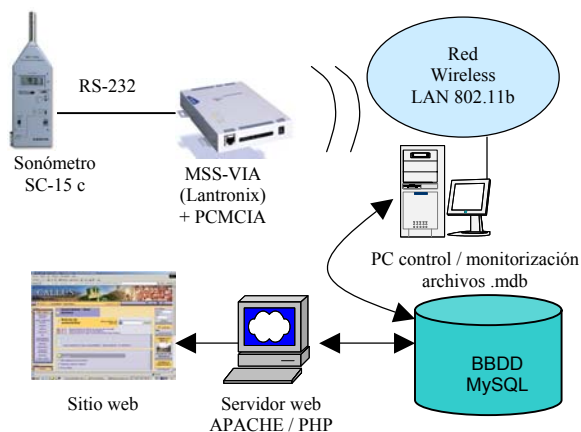 RS-232
Red
Wireless
LAN 802.11b
Sonómetro
SC-15 c
MSS-VIA
(Lantronix)
+ PCMCIA
PC control / monitorización
archivos .mdb
BBDD
MySQL
Sitio web
Servidor web
APACHE / PHP